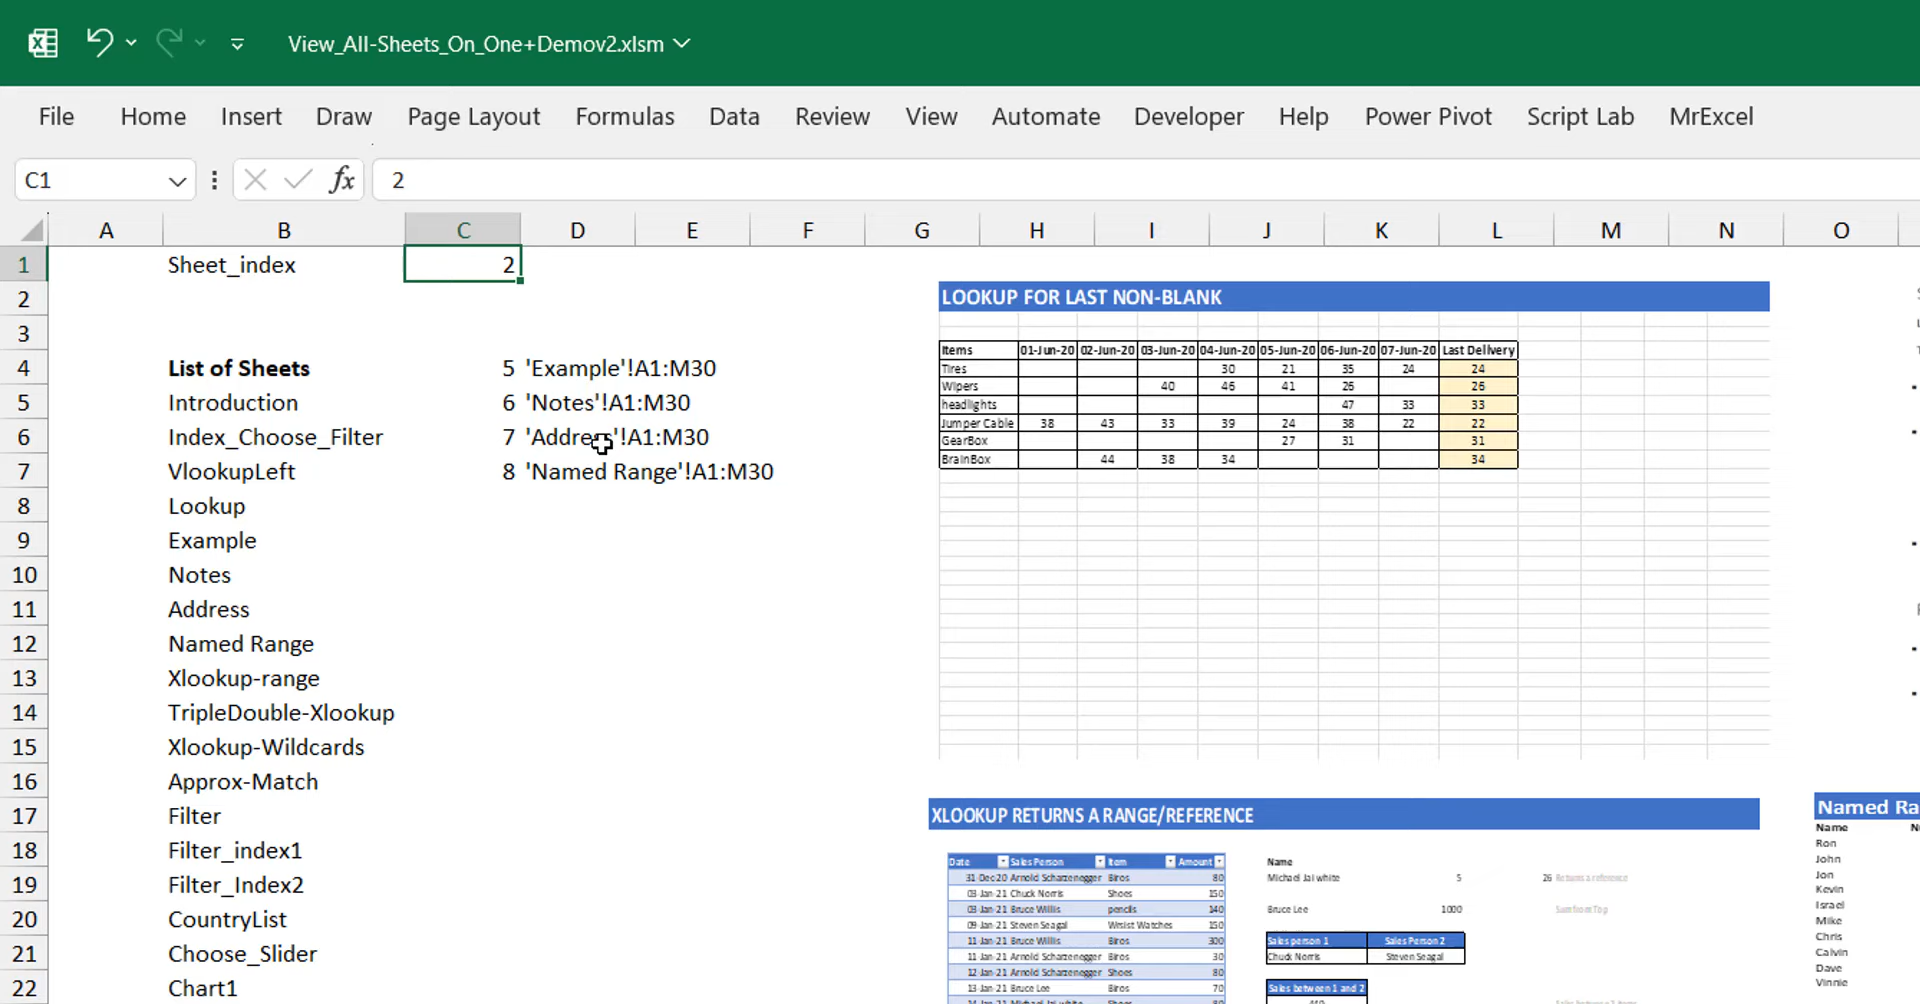 View_All-Sheets_On_One+Demov2.xlsm
File Home Insert Draw Page Layout Formulas Data Review View Automate Developer Help Power Pivot Script Lab MrExcel
C1 fx 2
A B C D E F G H I J K L M N O
1 Sheet_index 2
2
3
4 List of Sheets 5 'Example'!A1:M30
5 Introduction 6 'Notes'!A1:M30
6 Index_Choose_Filter 7 'Address'!A1:M30
7 VlookupLeft 8 'Named Range'!A1:M30
8 Lookup
9 Example
10 Notes
11 Address
12 Named Range
13 Xlookup-range
14 TripleDouble-Xlookup
15 Xlookup-Wildcards
16 Approx-Match
17 Filter
18 Filter_index1
19 Filter_Index2
20 CountryList
21 Choose_Slider
22 Chart1
LOOKUP FOR LAST NON-BLANK
Items 01-Jun-20 02-Jun-20 03-Jun-20 04-Jun-20 05-Jun-20 06-Jun-20 07-Jun-20 Last Delivery
Tires 30 21 35 24 24
Wipers 40 46 41 26 26
headlights 47 33 33
Jumper Cable 38 43 33 39 24 38 22 22
GearBox 27 31 31
BrainBox 44 38 34 34
XLOOKUP RETURNS A RANGE/REFERENCE
Date Sales Person Item Amount
31-Dec-20 Arnold Scharzenegger Biros 80
03-Jan-21 Chuck Norris Shoes 150
03-Jan-21 Bruce Willis pencils 140
09-Jan-21 Steven Seagal Wrsist Watches 150
11-Jan-21 Bruce Willis Biros 300
11-Jan-21 Arnold Scharzenegger Biros 30
12-Jan-21 Arnold Scharzenegger Shoes 80
13-Jan-21 Bruce Lee Biros 70
Name
Michael Jai white 5 26 Returns a reference
Bruce Lee 1000 Sum from Top
Sales person 1 Sales Person 2
Chuck Norris Steven Seagal
Sales between 1 and 2
Named Ra
Name
Ron
John
Jon
Kevin
Israel
Mike
Chris
Calvin
Dave
Vinnie